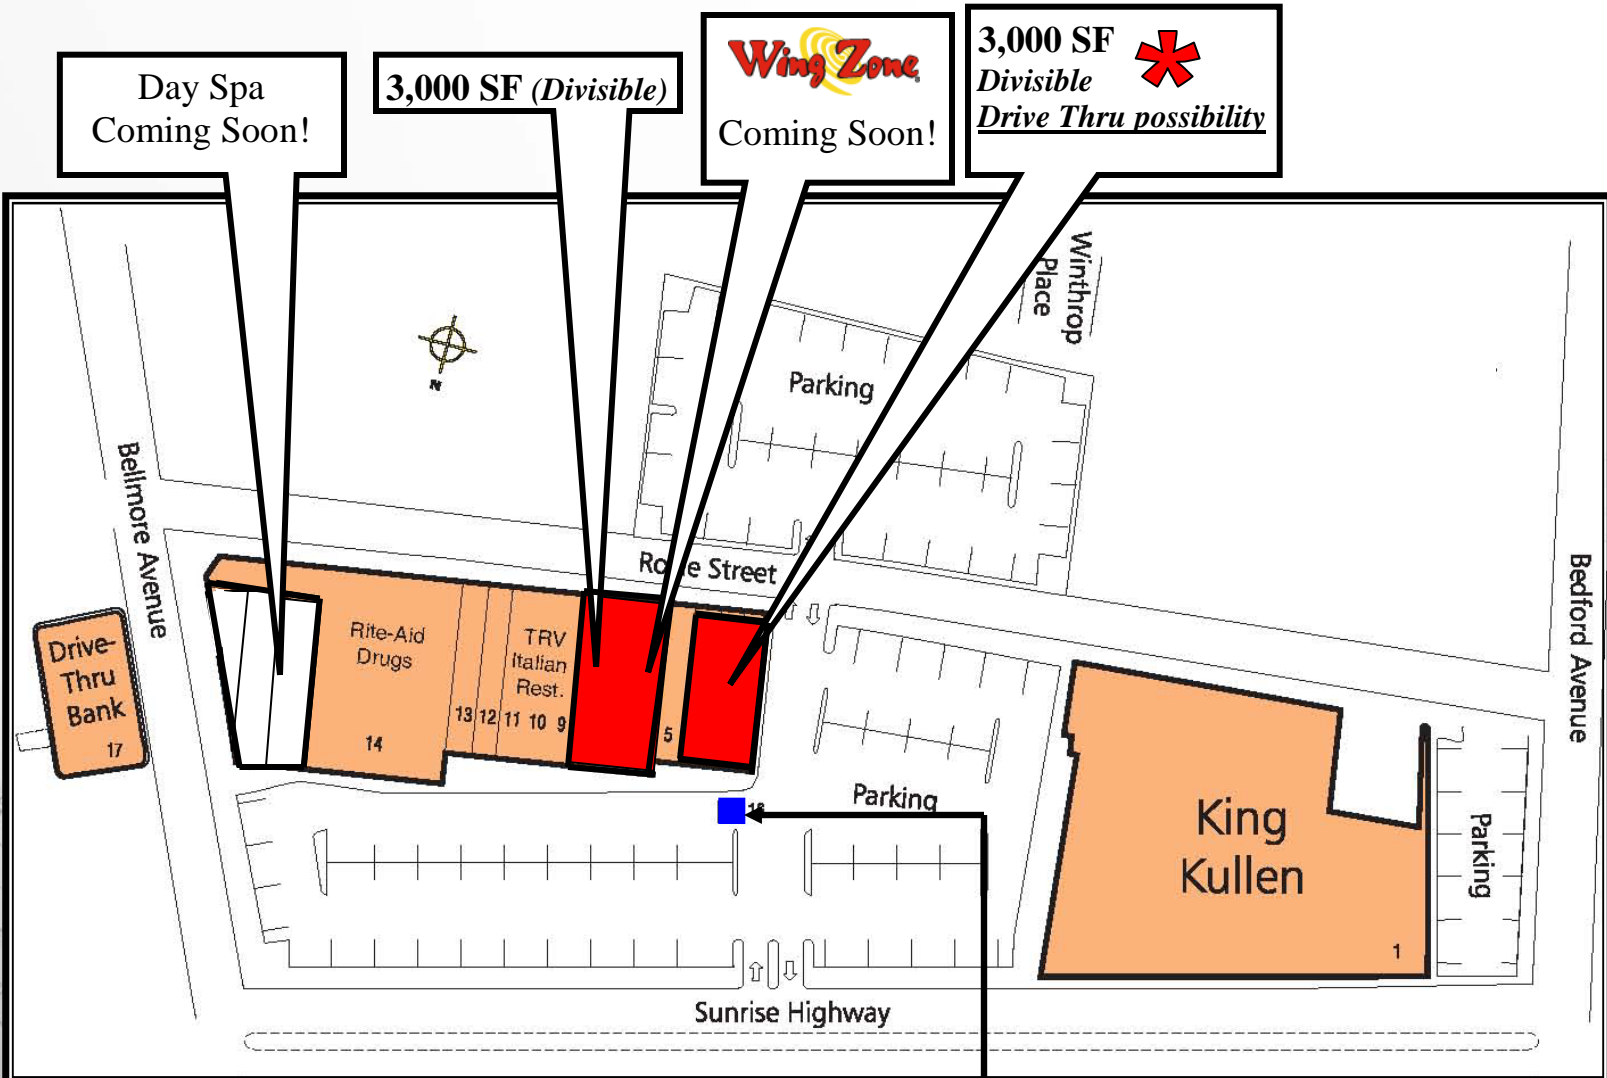 Day Spa
Coming Soon!
3,000 SF (Divisible)
Wing Zone
Coming Soon!
3,000 SF
Divisible
Drive Thru possibility
Winthrop
Place
N
Parking
Bellmore Avenue
Street
Bedford Avenue
Drive-
Thru
Bank
17
Rite-Aid
Drugs
14
13 12 11 10 9
TRV
Italian
Rest.
5
Parking
King
Kullen
1
Parking
Sunrise Highway